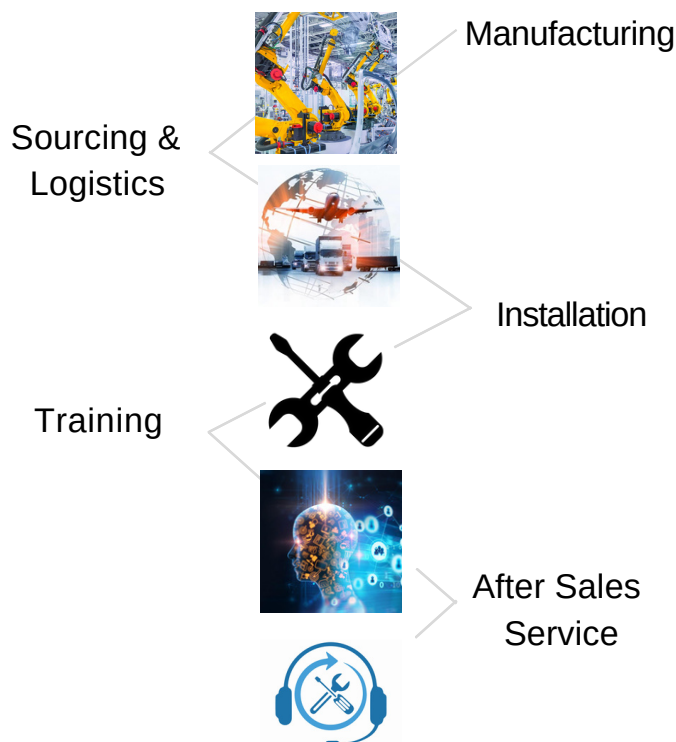 Manufacturing
Sourcing &
Logistics
Installation
Training
After Sales
Service